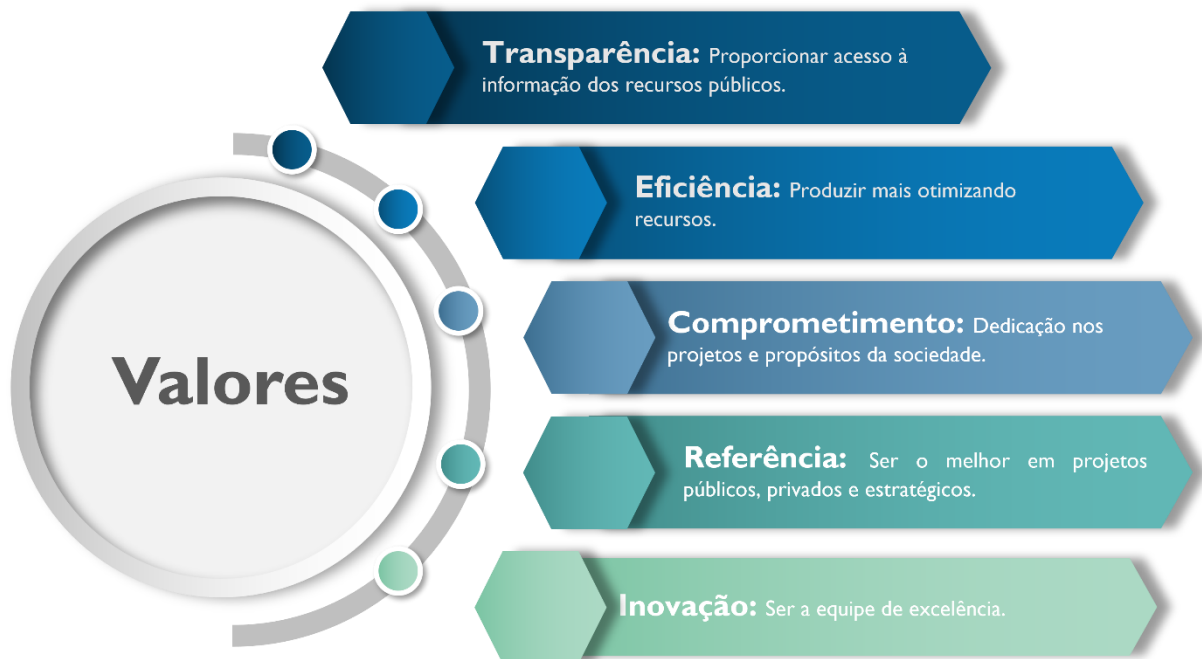 Valores
Transparência: Proporcionar acesso à
informação dos recursos públicos.
Eficiência: Produzir mais otimizando
recursos.
Comprometimento: Dedicação nos
projetos e propósitos da sociedade.
Referência: Ser o melhor em projetos
públicos, privados e estratégicos.
Inovação: Ser a equipe de excelência.